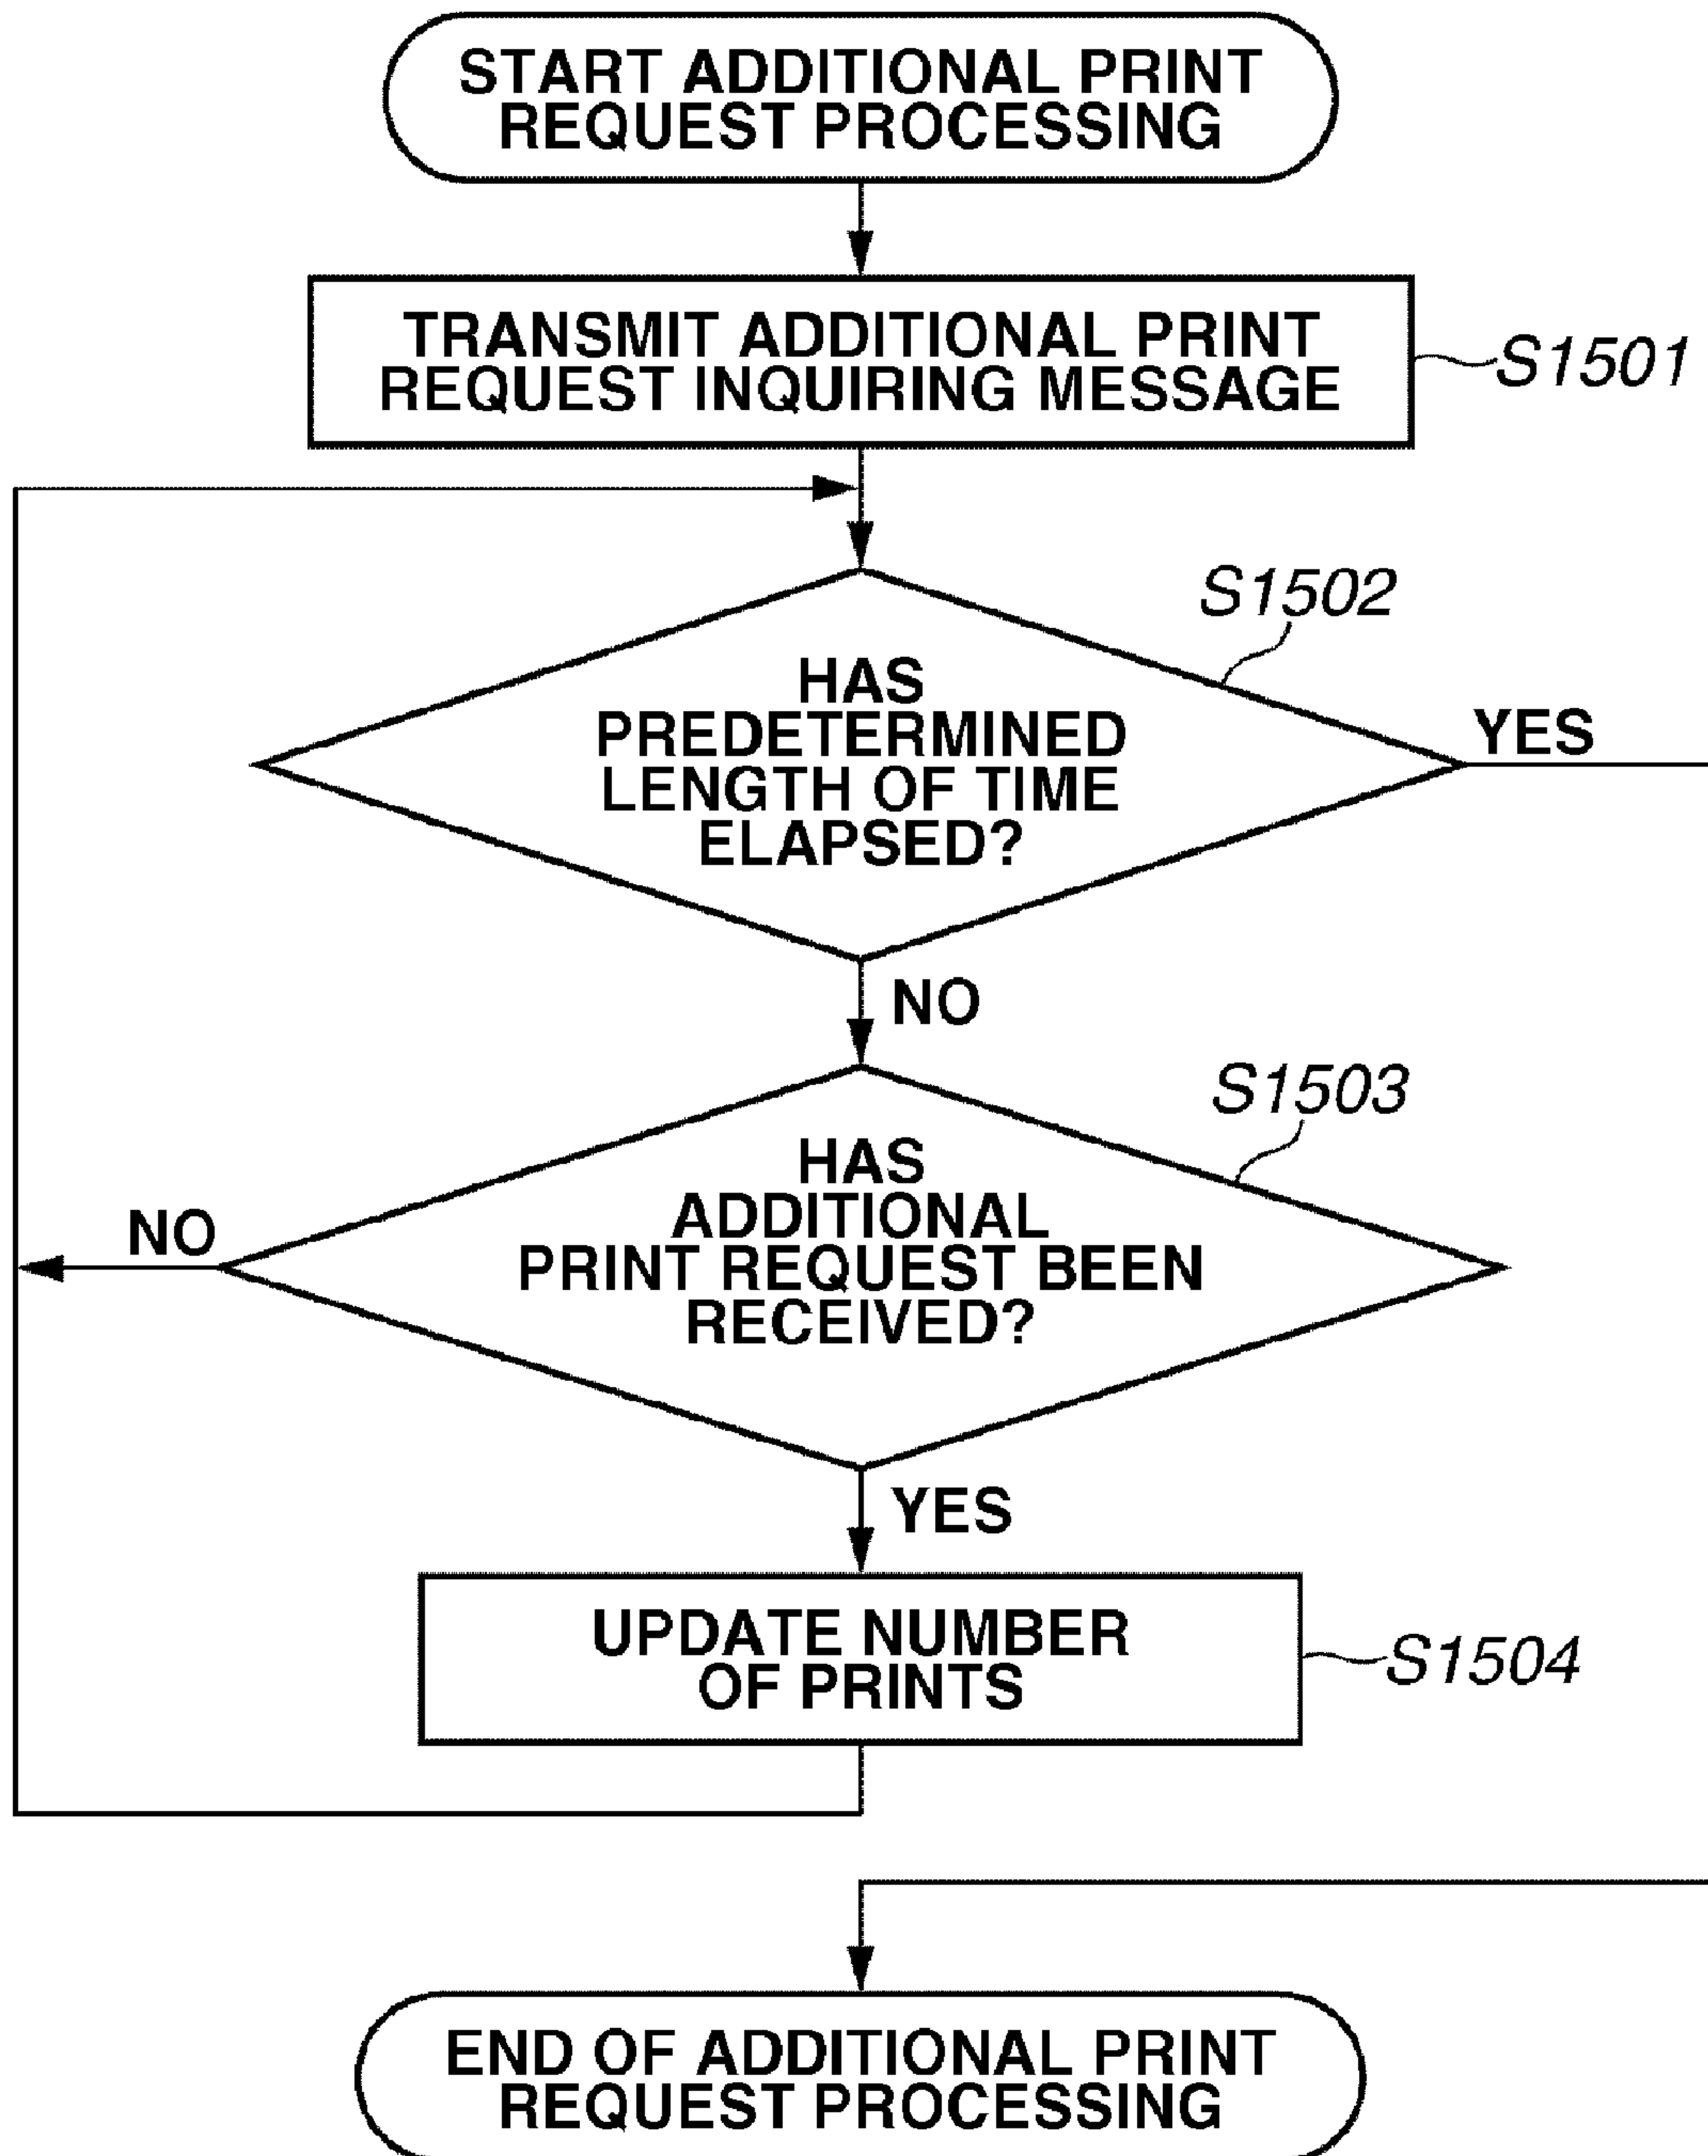 START ADDITIONAL PRINT
REQUEST PROCESSING
TRANSMIT ADDITIONAL PRINT
REQUEST INQUIRING MESSAGE
S1501
S1502
HAS
PREDETERMINED
LENGTH OF TIME
ELAPSED?
YES
NO
S1503
HAS
ADDITIONAL
PRINT REQUEST BEEN
RECEIVED?
NO
YES
UPDATE NUMBER
OF PRINTS
S1504
END OF ADDITIONAL PRINT
REQUEST PROCESSING